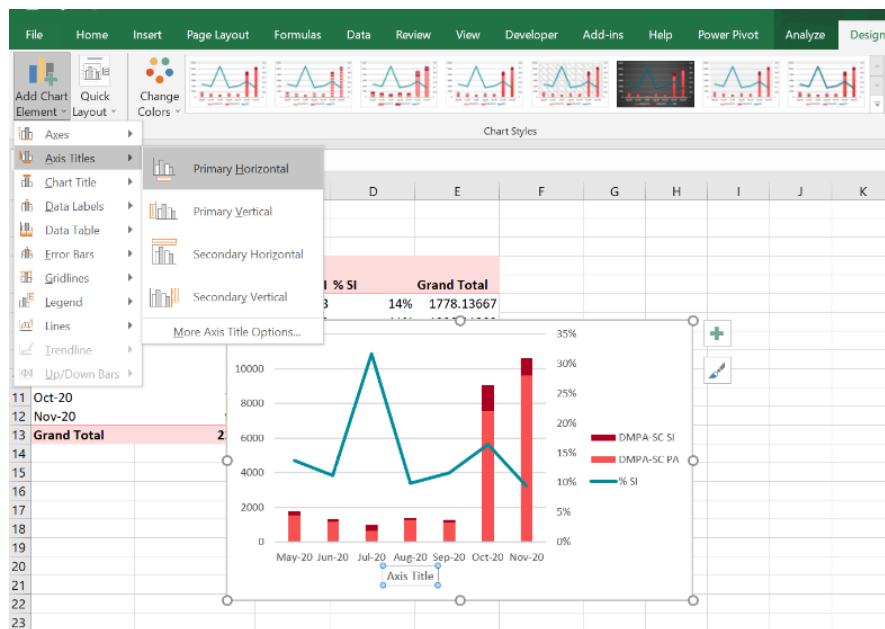 File Home Insert Page Layout Formulas Data Review View Developer Add-ins Help Power Pivot Analyze Design
Add Chart Element
Quick Layout
Change Colors
Chart Styles
Axes
Axis Titles
Chart Title
Data Labels
Data Table
Error Bars
Gridlines
Legend
Lines
Trendline
Up/Down Bars
Primary Horizontal
Primary Vertical
Secondary Horizontal
Secondary Vertical
More Axis Title Options...
D E F G H I J K
% SI Grand Total
14% 1778.13667
11 Oct-20
12 Nov-20
13 Grand Total
14
15
16
17
18
19
20
21
22
23
10000
8000
6000
4000
2000
0
35%
30%
25%
20%
15%
10%
5%
0%
DMPA-SC SI
DMPA-SC PA
% SI
May-20 Jun-20 Jul-20 Aug-20 Sep-20 Oct-20 Nov-20
Axis Title